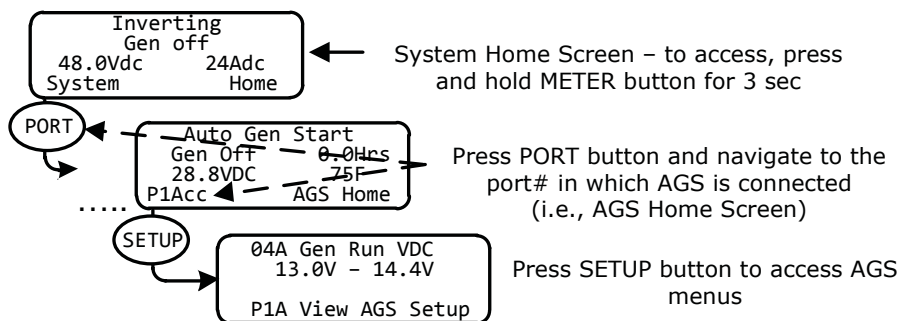 Inverting
Gen off
48.0Vdc 24Adc
System Home
System Home Screen – to access, press
and hold METER button for 3 sec
PORT
Auto Gen Start
Gen Off 0.0Hrs
28.8VDC 75F
P1Acc AGS Home
Press PORT button and navigate to the
port# in which AGS is connected
(i.e., AGS Home Screen)
.....
SETUP
04A Gen Run VDC
13.0V – 14.4V
P1A View AGS Setup
Press SETUP button to access AGS
menus